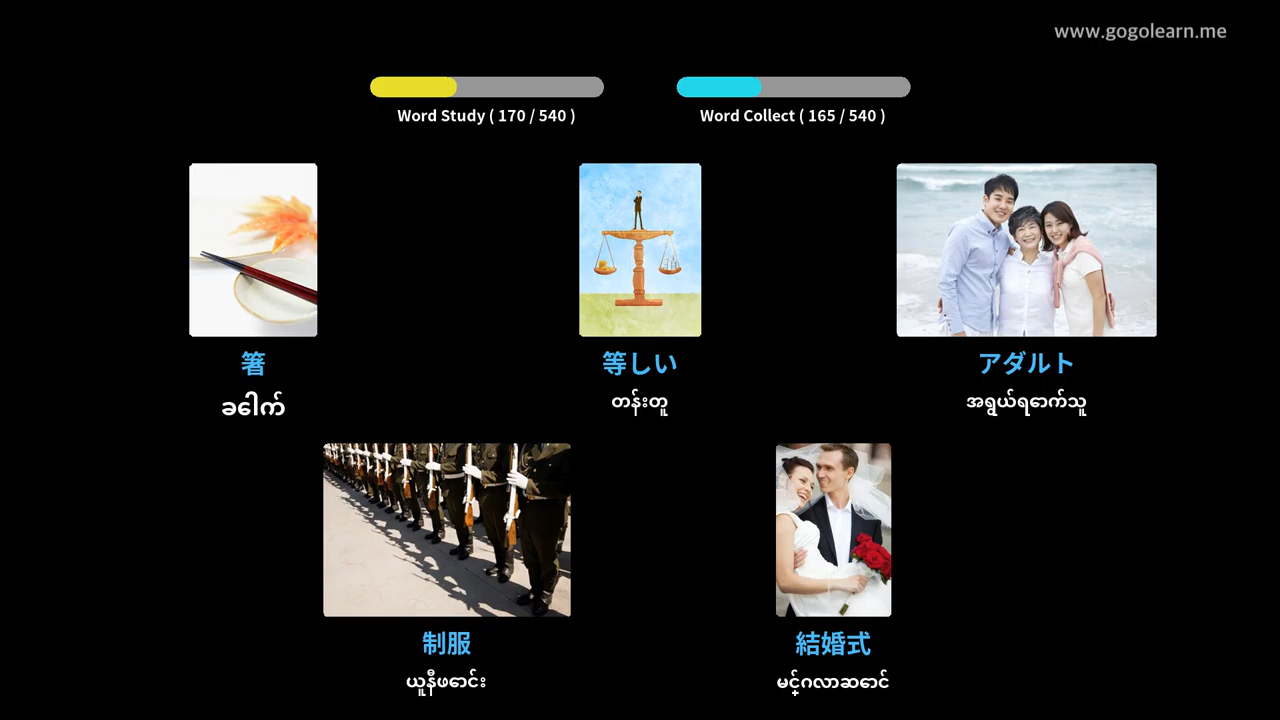 www.gogolearn.me
Word Study ( 170 / 540 )
Word Collect ( 165 / 540 )
箸
ခေါက်
等しい
တန်းတူ
アダルト
အရွယ်ရောက်သူ
制服
ယူနီဖောင်း
結婚式
မင်္ဂလာဆောင်